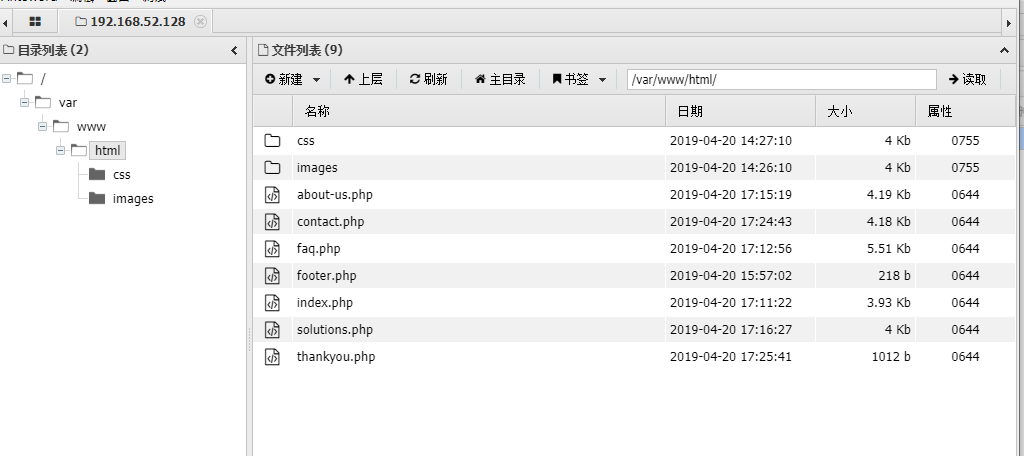 192.168.52.128
目录列表 (2)
文件列表 (9)
新建 上层 刷新 主目录 书签 /var/www/html/ 读取
/
var
www
html
css
images
名称 日期 大小 属性
css 2019-04-20 14:27:10 4 Kb 0755
images 2019-04-20 14:26:10 4 Kb 0755
about-us.php 2019-04-20 17:15:19 4.19 Kb 0644
contact.php 2019-04-20 17:24:43 4.18 Kb 0644
faq.php 2019-04-20 17:12:56 5.51 Kb 0644
footer.php 2019-04-20 15:57:02 218 b 0644
index.php 2019-04-20 17:11:22 3.93 Kb 0644
solutions.php 2019-04-20 17:16:27 4 Kb 0644
thankyou.php 2019-04-20 17:25:41 1012 b 0644